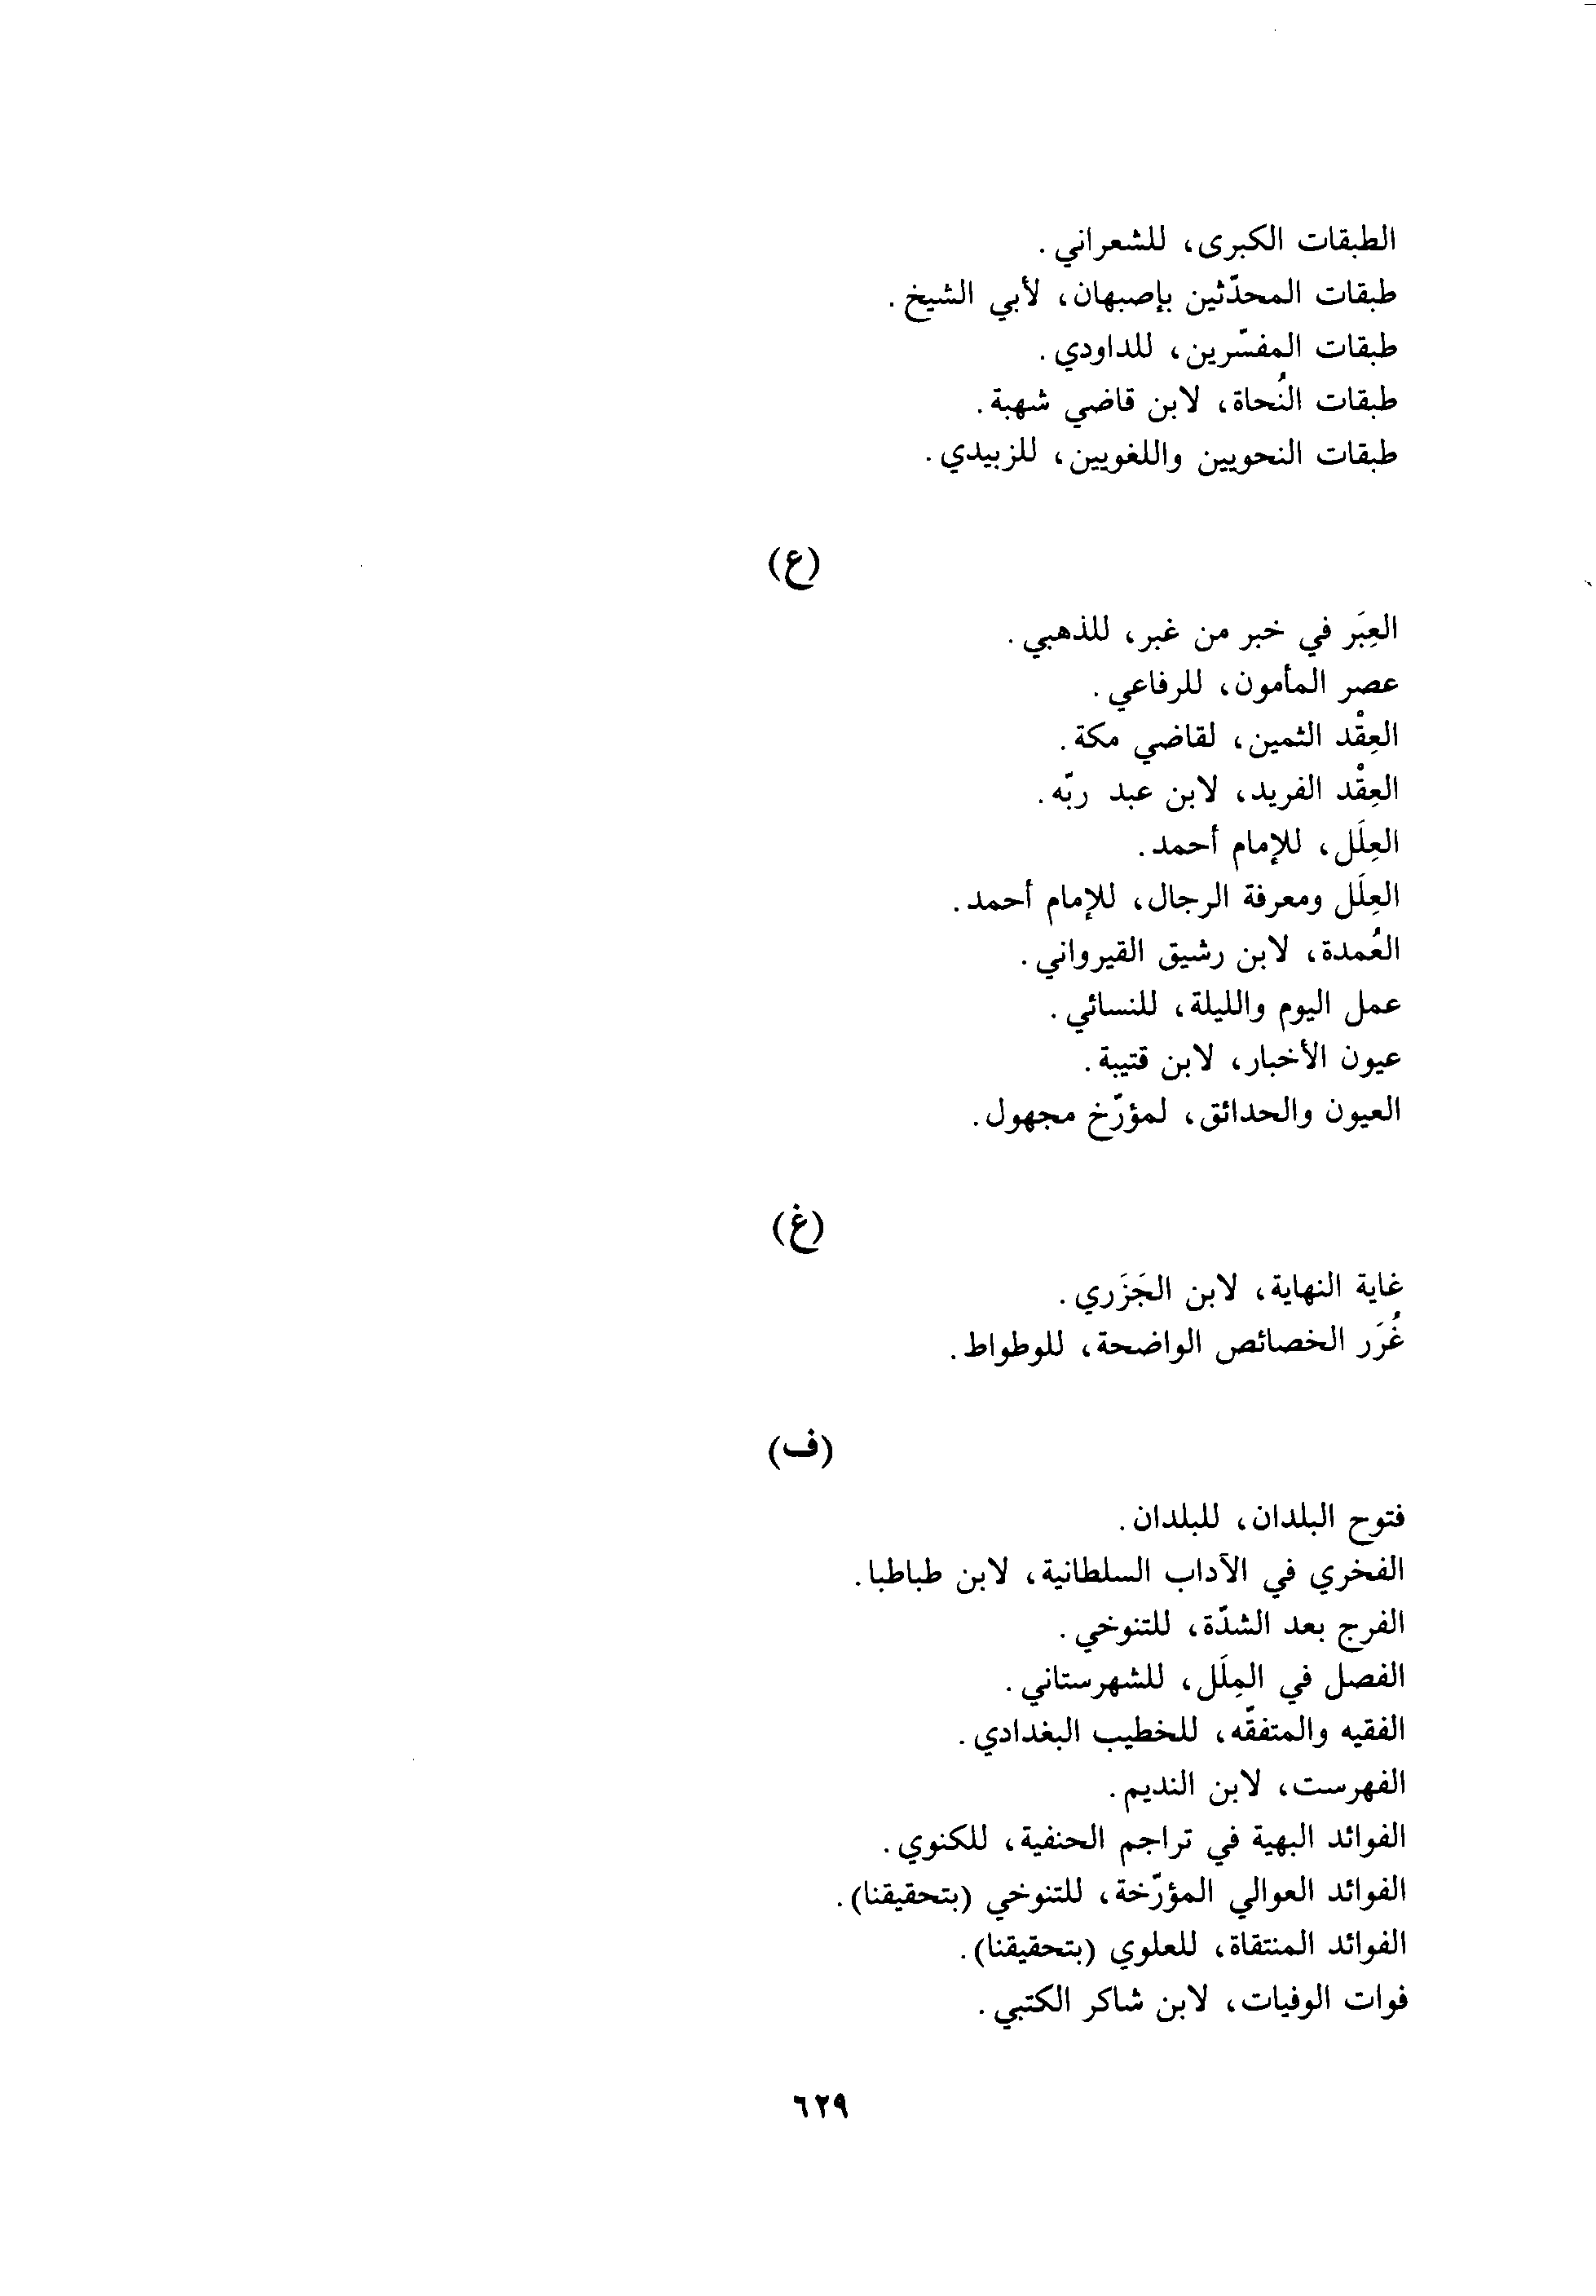 الطبقات الكبرى، للشعراني.
طبقات المحدّثين بإصبهان، لأبي الشيخ.
طبقات المفسّرين، للداودي.
طبقات النُحاة، لابن قاضي شهبة.
طبقات النحويين واللغويين، للزبيدي.
(ع)
العِبَر في خبر من غبر، للذهبي.
عصر المأمون، للرفاعي.
العِقْد الثمين، لقاضي مكة.
العِقْد الفريد، لابن عبد ربّه.
العِلَل، للإمام أحمد.
العِلَل ومعرفة الرجال، للإمام أحمد.
العُمدة، لابن رشيق القيرواني.
عمل اليوم والليلة، للنسائي.
عيون الأخبار، لابن قتيبة.
العيون والحدائق، لمؤرّخ مجهول.
(غ)
غاية النهاية، لابن الجَزَري.
غُرَر الخصائص الواضحة، للوطواط.
(ف)
فتوح البلدان، للبلدان.
الفخري في الآداب السلطانية، لابن طباطبا.
الفرج بعد الشدّة، للتنوخي.
الفصل في المِلَل، للشهرستاني.
الفقيه والمتفقّه، للخطيب البغدادي.
الفهرست، لابن النديم.
الفوائد البهية في تراجم الحنفية، للكنوي.
الفوائد العوالي المؤرّخة، للتنوخي (بتحقيقنا).
الفوائد المنتقاة، للعلوي (بتحقيقنا).
فوات الوفيات، لابن شاكر الكتبي.
٦٢٩